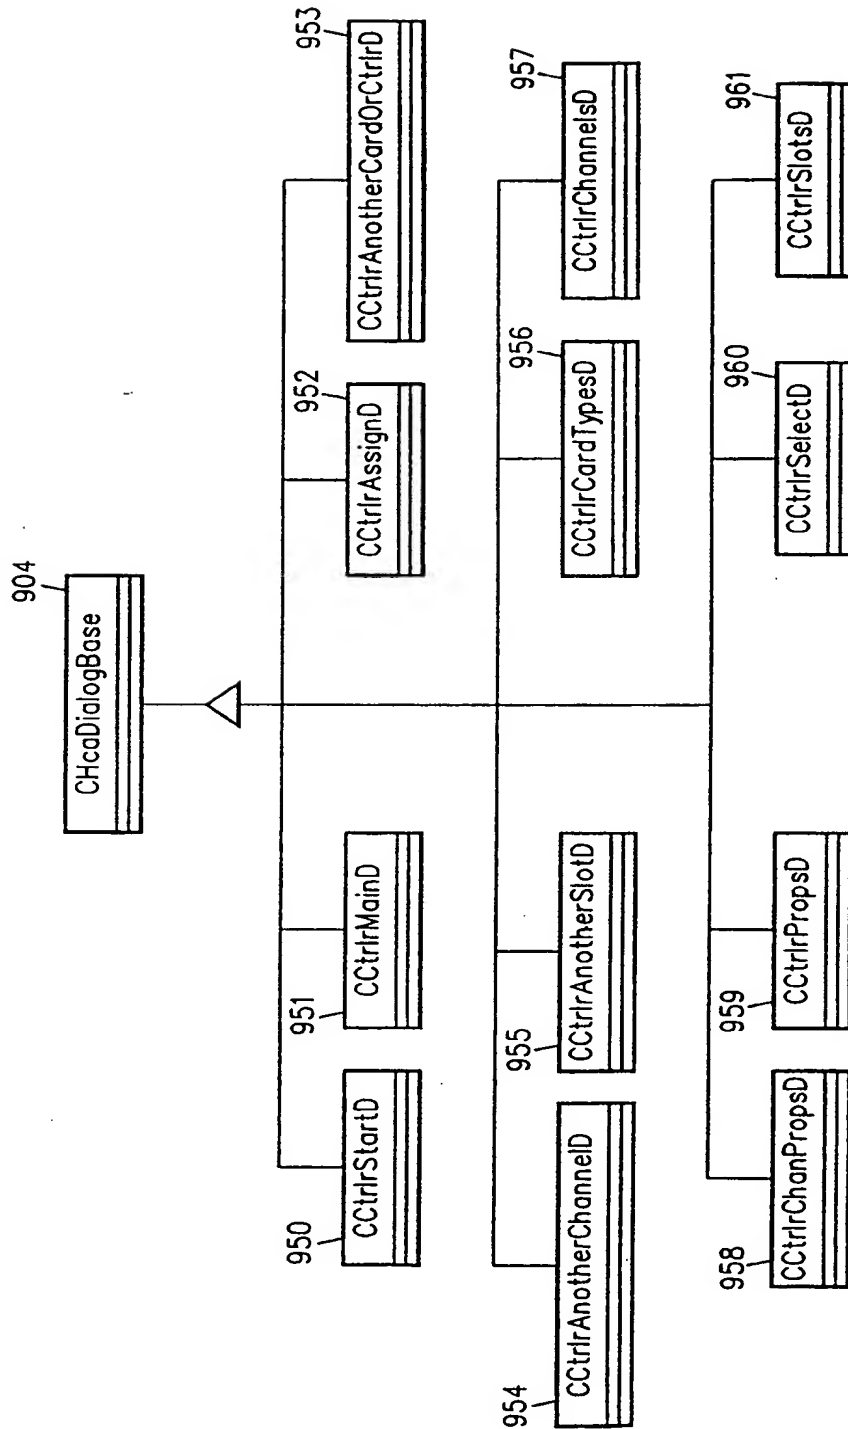 904
CHcaDialogBase
950
CCtrlrStartD
951
CCtrlrMainD
952
CCtrlrAssignD
953
CCtrlrAnotherCardOrCtrlrD
954
CCtrlrAnotherChannelD
955
CCtrlrAnotherSlotD
956
CCtrlrCardTypesD
957
CCtrlrChannelsD
958
CCtrlrChanPropsD
959
CCtrlrPropsD
960
CCtrlrSelectD
961
CCtrlrSlotsD